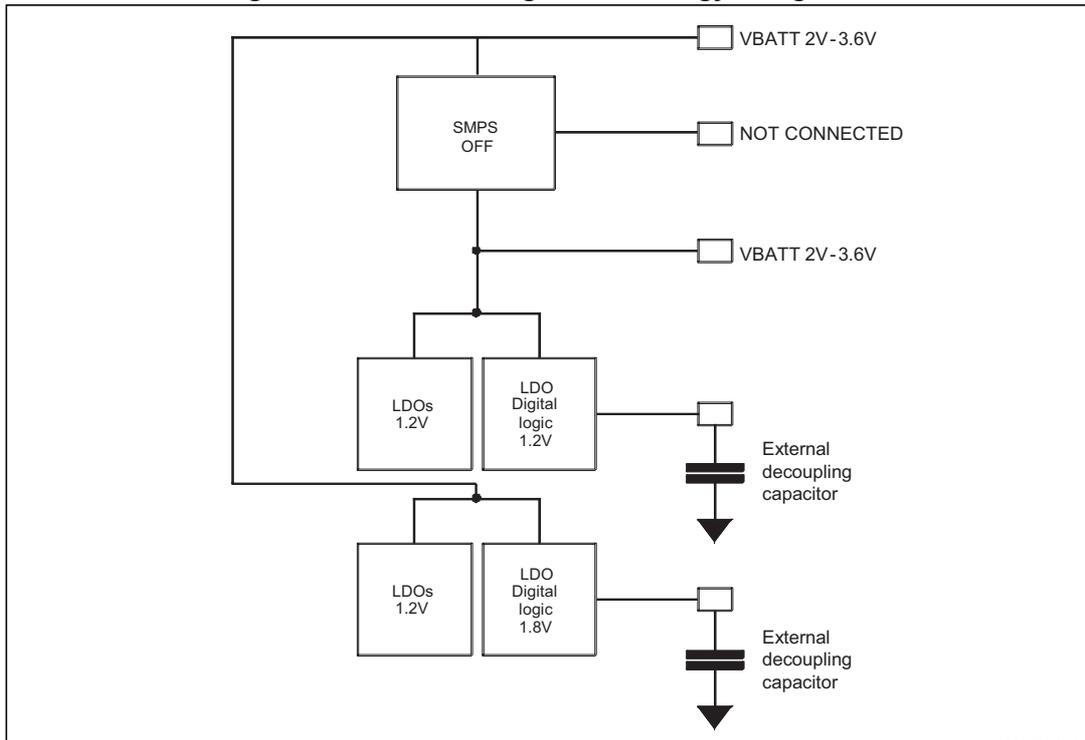 VBATT 2V-3.6V
SMPS
OFF
NOT CONNECTED
VBATT 2V-3.6V
LDOs
1.2V
LDO
Digital
logic
1.2V
External
decoupling
capacitor
LDOs
1.2V
LDO
Digital
logic
1.8V
External
decoupling
capacitor